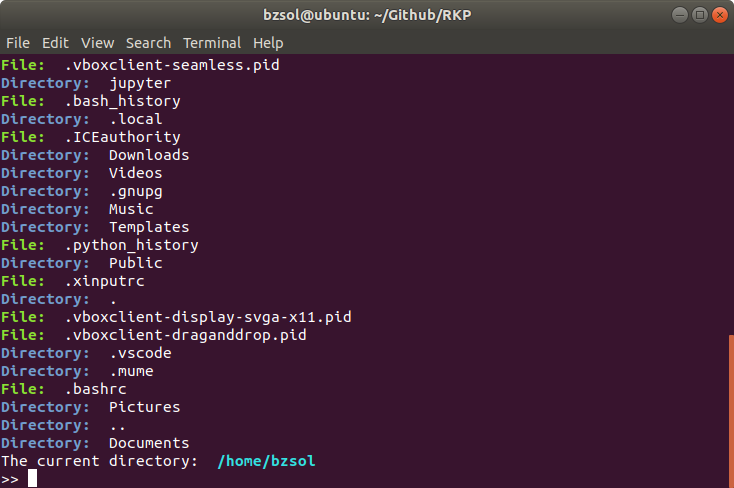 bzsol@ubuntu: ~/Github/RKP
File Edit View Search Terminal Help
File:  .vboxclient-seamless.pid
Directory:  jupyter
File:  .bash_history
Directory:  .local
File:  .ICEauthority
Directory:  Downloads
Directory:  Videos
Directory:  .gnupg
Directory:  Music
Directory:  Templates
File:  .python_history
Directory:  Public
File:  .xinputrc
Directory:  .
File:  .vboxclient-display-svga-x11.pid
File:  .vboxclient-draganddrop.pid
Directory:  .vscode
Directory:  .mume
File:  .bashrc
Directory:  Pictures
Directory:  ..
Directory:  Documents
The current directory:  /home/bzsol
>>